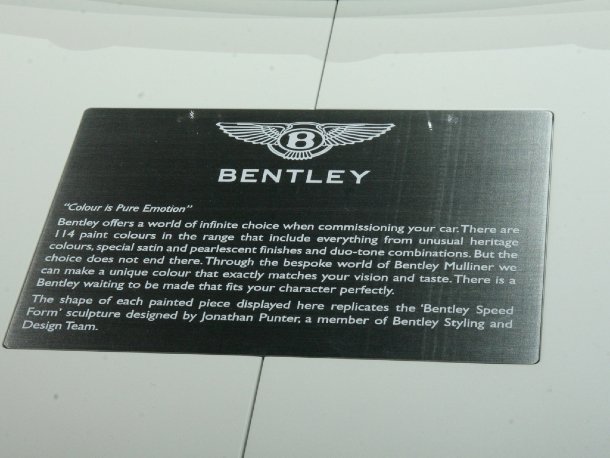 B
BENTLEY
“Colour is Pure Emotion”
Bentley offers a world of infinite choice when commissioning your car. There are
114 paint colours in the range that include everything from unusual heritage
colours, special satin and pearlescent finishes and duo-tone combinations. But the
choice does not end there. Through the bespoke world of Bentley Mulliner we
can make a unique colour that exactly matches your vision and taste. There is a
Bentley waiting to be made that fits your character perfectly.
The shape of each painted piece displayed here replicates the ‘Bentley Speed
Form’ sculpture designed by Jonathan Punter, a member of Bentley Styling and
Design Team.